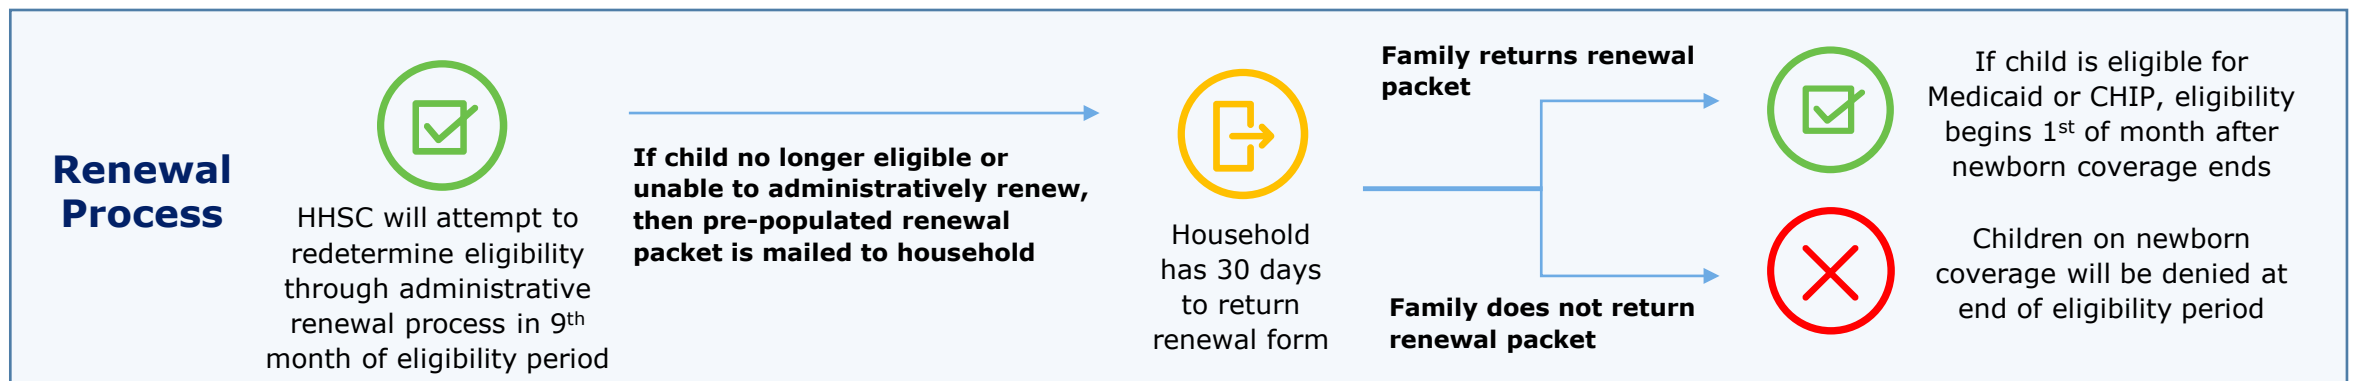 Renewal
Process
HHSC will attempt to
redetermine eligibility
through administrative
renewal process in 9th
month of eligibility period
If child no longer eligible or
unable to administratively renew,
then pre-populated renewal
packet is mailed to household
Household
has 30 days
to return
renewal form
Family returns renewal
packet
If child is eligible for
Medicaid or CHIP, eligibility
begins 1st of month after
newborn coverage ends
Family does not return
renewal packet
Children on newborn
coverage will be denied at
end of eligibility period